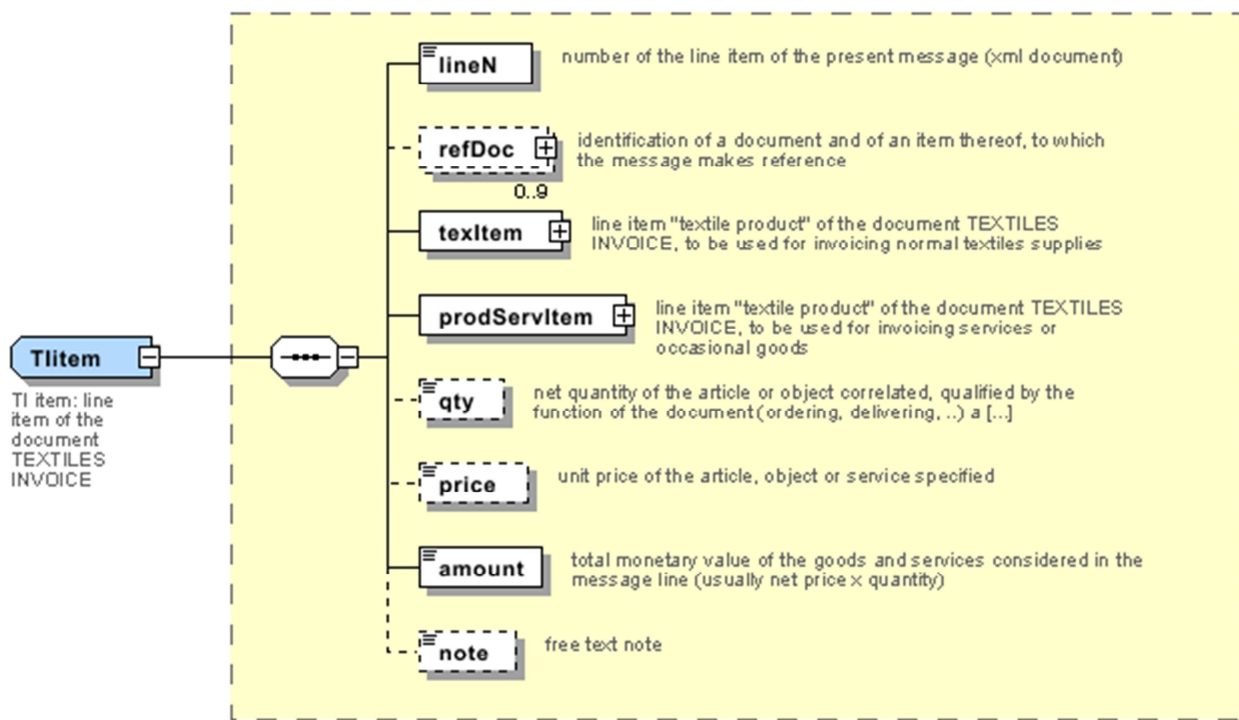 lineN
number of the line item of the present message (xml document)
refDoc
0..9
identification of a document and of an item thereof, to which
the message makes reference
texItem
line item "textile product" of the document TEXTILES
INVOICE, to be used for invoicing normal textiles supplies
prodServItem
line item "textile product" of the document TEXTILES
INVOICE, to be used for invoicing services or
occasional goods
TIitem
TI item: line
item of the
document
TEXTILES
INVOICE
qty
net quantity of the article or object correlated, qualified by the
function of the document (ordering, delivering, ..) a [...]
price
unit price of the article, object or service specified
amount
total monetary value of the goods and services considered in the
message line (usually net price x quantity)
note
free text note